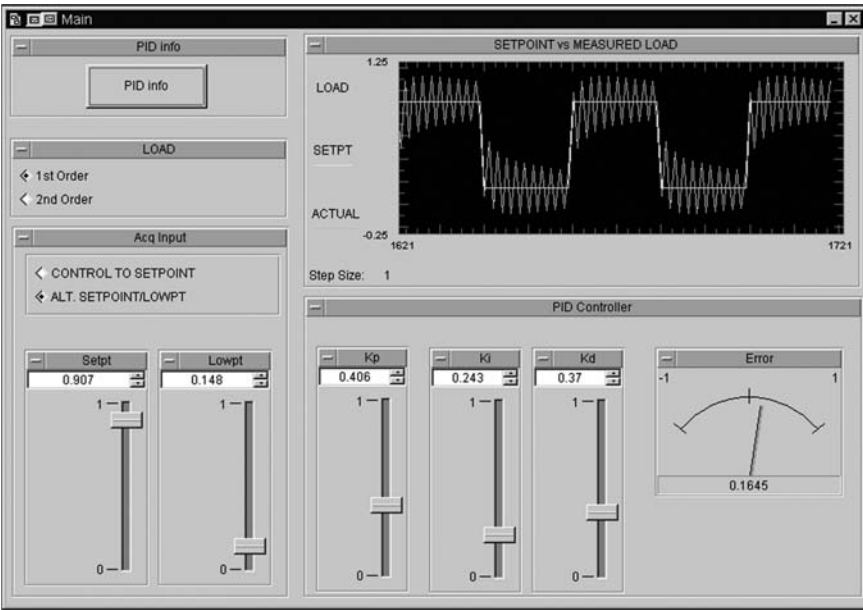 Main
PID info
PID info
LOAD
1st Order
2nd Order
Acq Input
CONTROL TO SETPOINT
ALT. SETPOINT/LOWPT
Setpt
0.907
1
0
Lowpt
0.148
1
0
SETPOINT vs MEASURED LOAD
1.25
LOAD
SETPT
ACTUAL
-0.25
1621
1721
Step Size: 1
PID Controller
Kp
0.406
1
0
Ki
0.243
1
0
Kd
0.37
1
0
Error
-1
1
0.1645